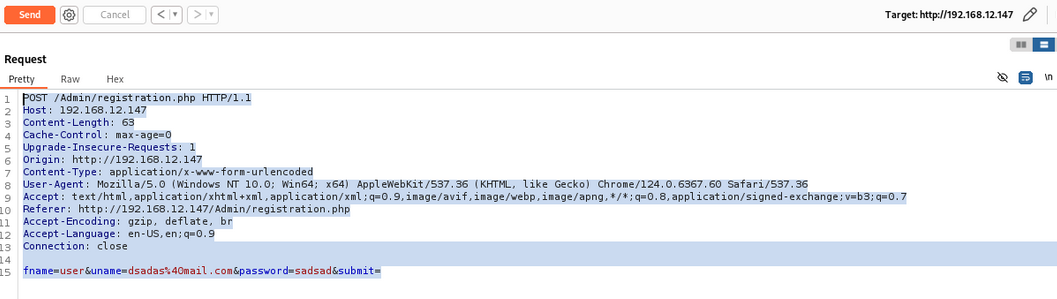 Send Cancel < > Target: http://192.168.12.147
Request
Pretty Raw Hex \n
1 POST /Admin/registration.php HTTP/1.1
2 Host: 192.168.12.147
3 Content-Length: 63
4 Cache-Control: max-age=0
5 Upgrade-Insecure-Requests: 1
6 Origin: http://192.168.12.147
7 Content-Type: application/x-www-form-urlencoded
8 User-Agent: Mozilla/5.0 (Windows NT 10.0; Win64; x64) AppleWebKit/537.36 (KHTML, like Gecko) Chrome/124.0.6367.60 Safari/537.36
9 Accept: text/html,application/xhtml+xml,application/xml;q=0.9,image/avif,image/webp,image/apng,*/*;q=0.8,application/signed-exchange;v=b3;q=0.7
10 Referer: http://192.168.12.147/Admin/registration.php
11 Accept-Encoding: gzip, deflate, br
12 Accept-Language: en-US,en;q=0.9
13 Connection: close
14
15 fname=user&uname=dsadas%40mail.com&password=sadsad&submit=